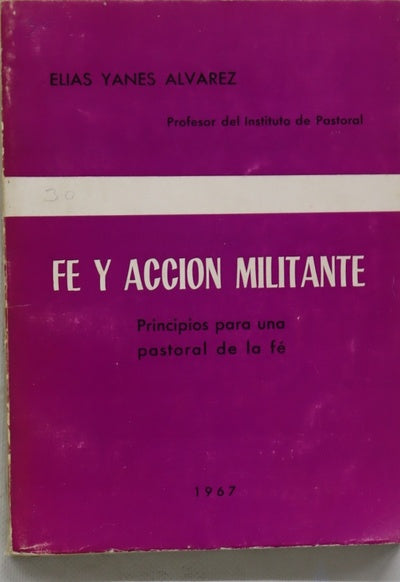 ELIAS YANES ALVAREZ
Profesor del Instituto de Pastoral
30
FE Y ACCION MILITANTE
Principios para una
pastoral de la fé
1967